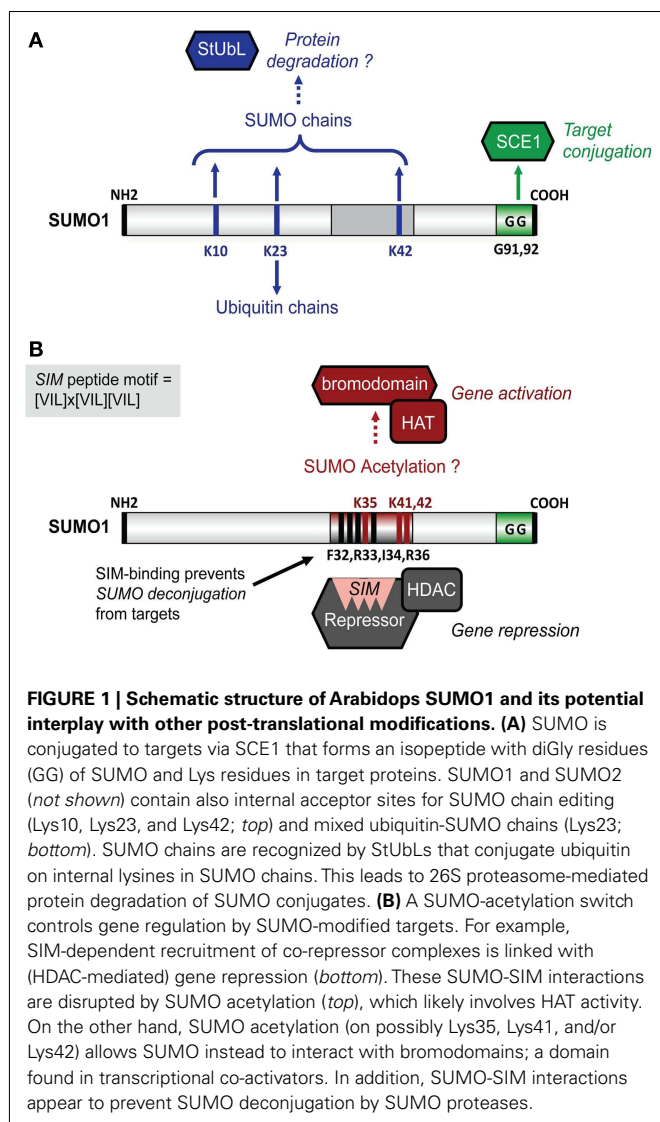 A
StUbL
Protein
degradation ?
SUMO chains
SCE1
Target
conjugation
NH2
COOH
SUMO1
GG
K10
K23
K42
G91,92
Ubiquitin chains
B
SIM peptide motif =
[VIL]x[VIL][VIL]
bromodomain
Gene activation
HAT
SUMO Acetylation ?
NH2
K35
K41,42
COOH
SUMO1
GG
F32,R33,I34,R36
SIM-binding prevents
SUMO deconjugation
from targets
SIM
Repressor
HDAC
Gene repression
FIGURE 1 | Schematic structure of Arabidops SUMO1 and its potential
interplay with other post-translational modifications. (A) SUMO is
conjugated to targets via SCE1 that forms an isopeptide with diGly residues
(GG) of SUMO and Lys residues in target proteins. SUMO1 and SUMO2
(not shown) contain also internal acceptor sites for SUMO chain editing
(Lys10, Lys23, and Lys42; top) and mixed ubiquitin-SUMO chains (Lys23;
bottom). SUMO chains are recognized by StUbLs that conjugate ubiquitin
on internal lysines in SUMO chains. This leads to 26S proteasome-mediated
protein degradation of SUMO conjugates. (B) A SUMO-acetylation switch
controls gene regulation by SUMO-modified targets. For example,
SIM-dependent recruitment of co-repressor complexes is linked with
(HDAC-mediated) gene repression (bottom). These SUMO-SIM interactions
are disrupted by SUMO acetylation (top), which likely involves HAT activity.
On the other hand, SUMO acetylation (on possibly Lys35, Lys41, and/or
Lys42) allows SUMO instead to interact with bromodomains; a domain
found in transcriptional co-activators. In addition, SUMO-SIM interactions
appear to prevent SUMO deconjugation by SUMO proteases.